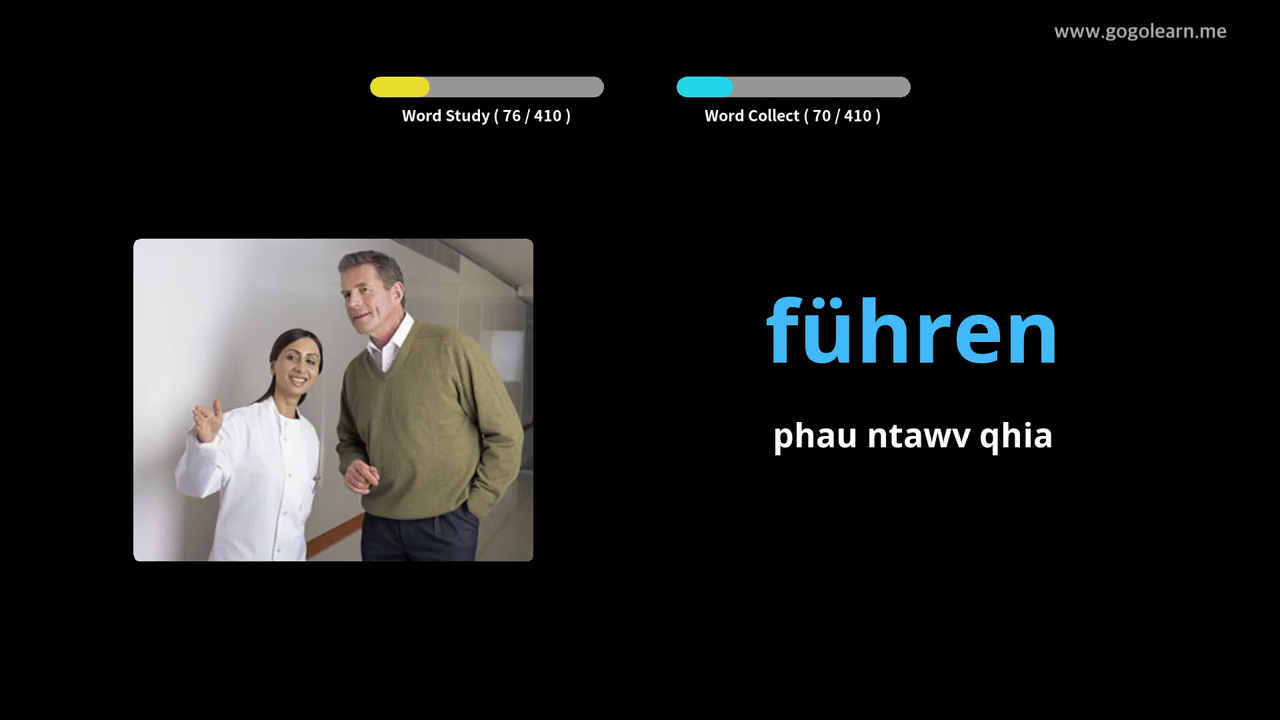 www.gogolearn.me
Word Study ( 76 / 410 )
Word Collect ( 70 / 410 )
führen
phau ntawv qhia